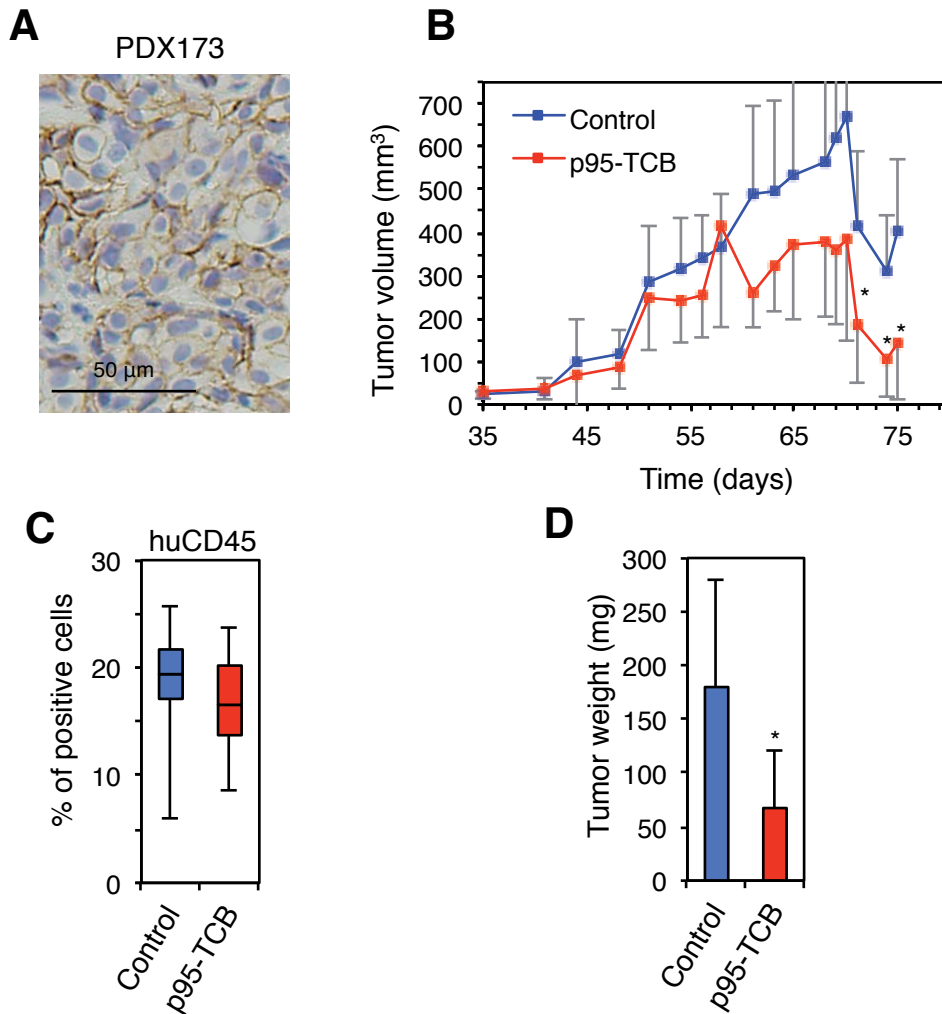 A
PDX173
50 µm
B
Tumor volume (mm³)
700
600
500
400
300
200
100
0
Control
p95-TCB
*
*
*
35
45
55
65
75
Time (days)
C
huCD45
% of positive cells
30
20
10
0
Control
p95-TCB
D
Tumor weight (mg)
300
250
200
150
100
50
0
*
Control
p95-TCB